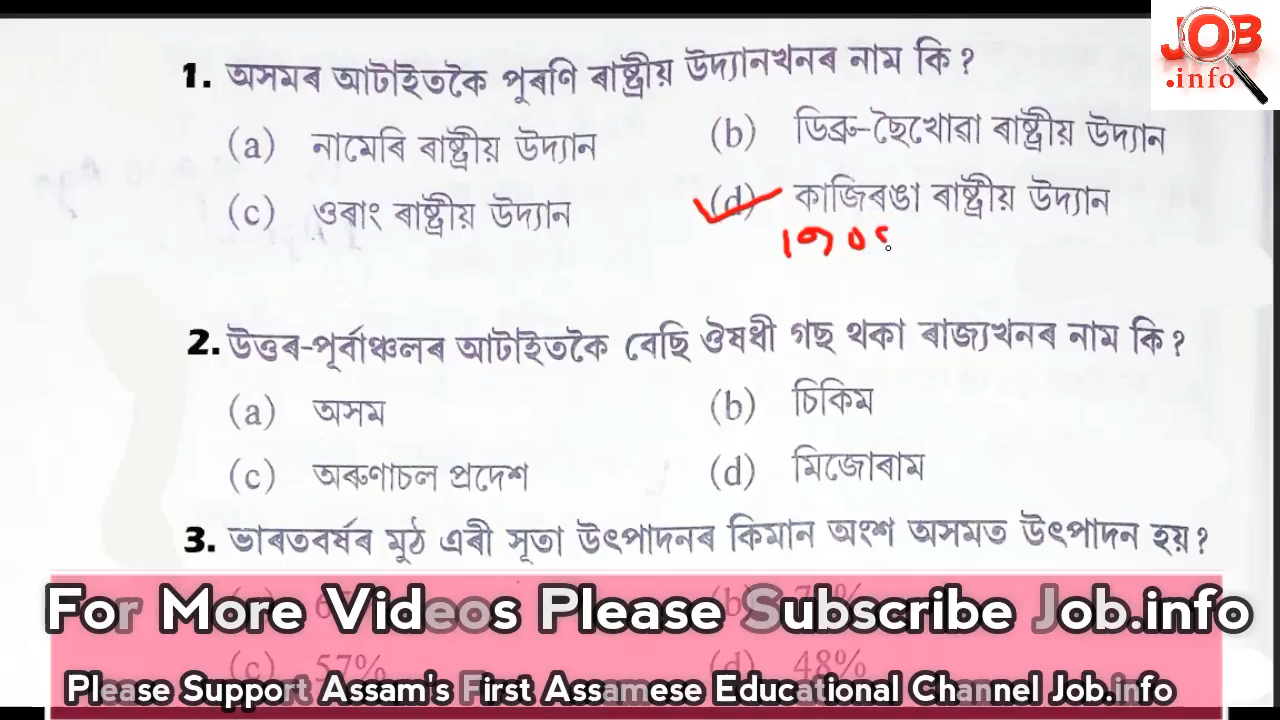 JOB
.info
1. অসমৰ আটাইতকৈ পুৰণি ৰাষ্ট্ৰীয় উদ্যানখনৰ নাম কি ?
(a) নামেৰি ৰাষ্ট্ৰীয় উদ্যান (b) ডিব্ৰু-ছৈখোৱা ৰাষ্ট্ৰীয় উদ্যান
(c) ওৰাং ৰাষ্ট্ৰীয় উদ্যান (d) কাজিৰঙা ৰাষ্ট্ৰীয় উদ্যান
2. উত্তৰ-পূৰ্বাঞ্চলৰ আটাইতকৈ বেছি ঔষধী গছ থকা ৰাজ্যখনৰ নাম কি ?
(a) অসম (b) চিকিম
(c) অৰুণাচল প্ৰদেশ (d) মিজোৰাম
3. ভাৰতবৰ্ষৰ মুঠ এৰী সূতা উৎপাদনৰ কিমান অংশ অসমত উৎপাদন হয় ?
For More Videos Please Subscribe Job.info
(c) 57% (d) 48%
Please Support Assam's First Assamese Educational Channel Job.info